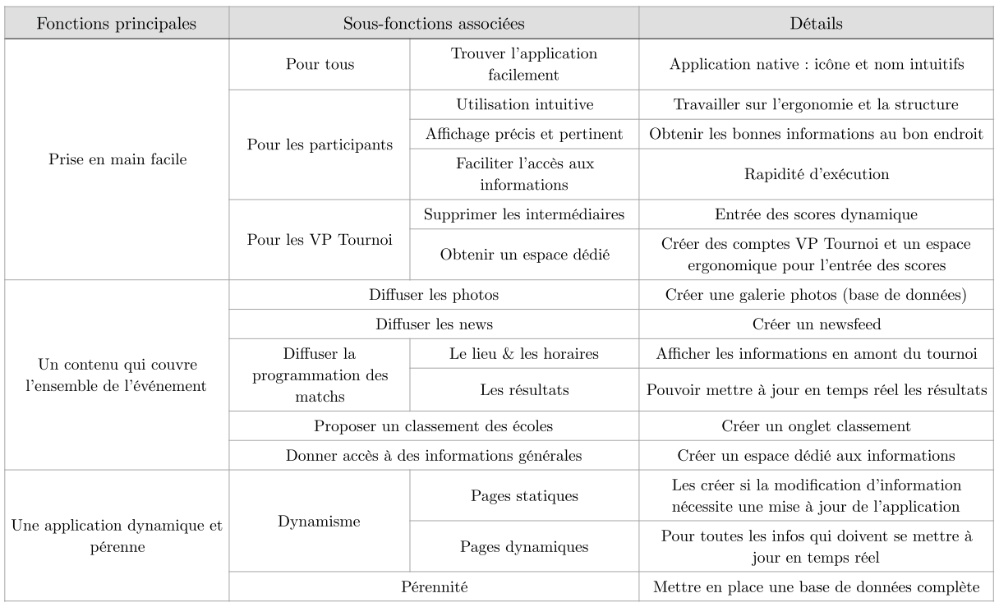 Fonctions principales
Sous-fonctions associées
Détails
Prise en main facile
Pour tous
Trouver l'application
facilement
Application native : icône et nom intuitifs
Pour les participants
Utilisation intuitive
Travailler sur l'ergonomie et la structure
Affichage précis et pertinent
Obtenir les bonnes informations au bon endroit
Faciliter l'accès aux
informations
Rapidité d'exécution
Pour les VP Tournoi
Supprimer les intermédiaires
Entrée des scores dynamique
Obtenir un espace dédié
Créer des comptes VP Tournoi et un espace
ergonomique pour l'entrée des scores
Un contenu qui couvre
l'ensemble de l'événement
Diffuser les photos
Créer une galerie photos (base de données)
Diffuser les news
Créer un newsfeed
Diffuser la
programmation des
matchs
Le lieu & les horaires
Afficher les informations en amont du tournoi
Les résultats
Pouvoir mettre à jour en temps réel les résultats
Proposer un classement des écoles
Créer un onglet classement
Donner accès à des informations générales
Créer un espace dédié aux informations
Une application dynamique et
pérenne
Dynamisme
Pages statiques
Les créer si la modification d'information
nécessite une mise à jour de l'application
Pages dynamiques
Pour toutes les infos qui doivent se mettre à
jour en temps réel
Pérennité
Mettre en place une base de données complète